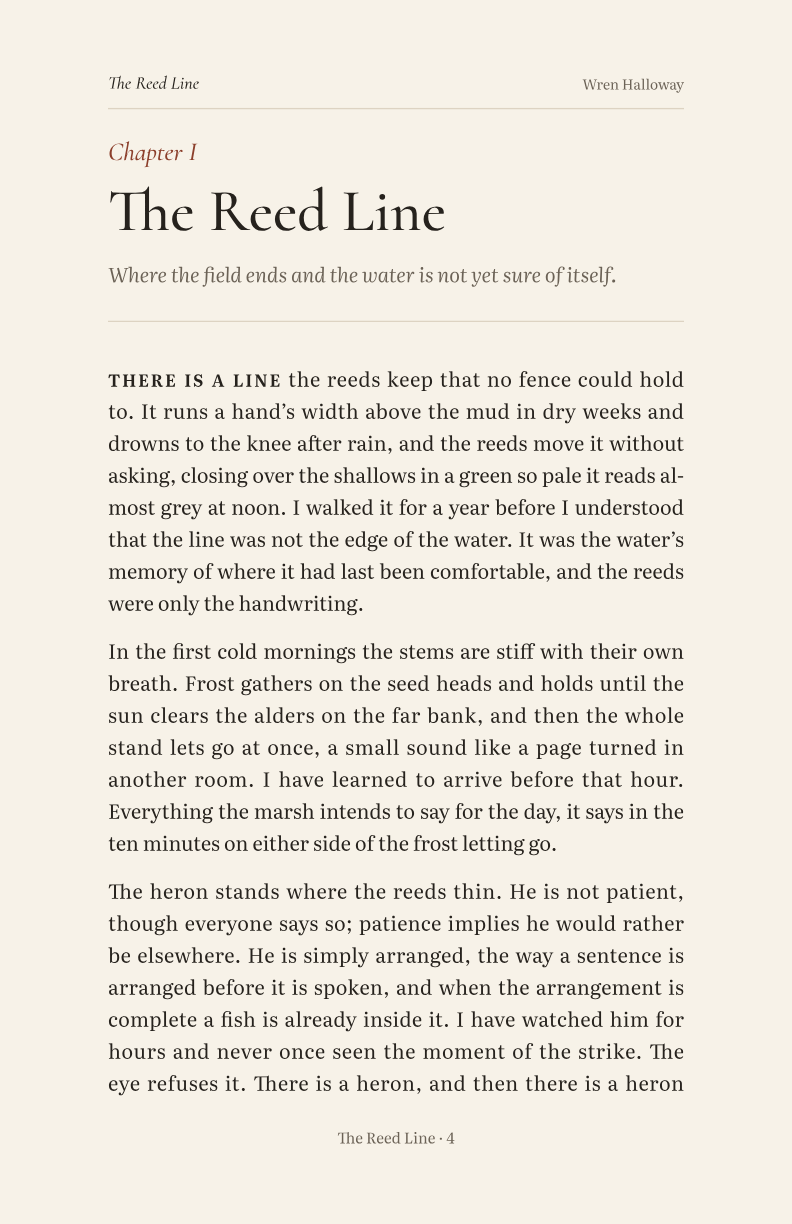 The Reed Line
Wren Halloway
Chapter I
The Reed Line
Where the field ends and the water is not yet sure of itself.
THERE IS A LINE the reeds keep that no fence could hold
to. It runs a hand’s width above the mud in dry weeks and
drowns to the knee after rain, and the reeds move it without
asking, closing over the shallows in a green so pale it reads al-
most grey at noon. I walked it for a year before I understood
that the line was not the edge of the water. It was the water’s
memory of where it had last been comfortable, and the reeds
were only the handwriting.
In the first cold mornings the stems are stiff with their own
breath. Frost gathers on the seed heads and holds until the
sun clears the alders on the far bank, and then the whole
stand lets go at once, a small sound like a page turned in
another room. I have learned to arrive before that hour.
Everything the marsh intends to say for the day, it says in the
ten minutes on either side of the frost letting go.
The heron stands where the reeds thin. He is not patient,
though everyone says so; patience implies he would rather
be elsewhere. He is simply arranged, the way a sentence is
arranged before it is spoken, and when the arrangement is
complete a fish is already inside it. I have watched him for
hours and never once seen the moment of the strike. The
eye refuses it. There is a heron, and then there is a heron
The Reed Line · 4